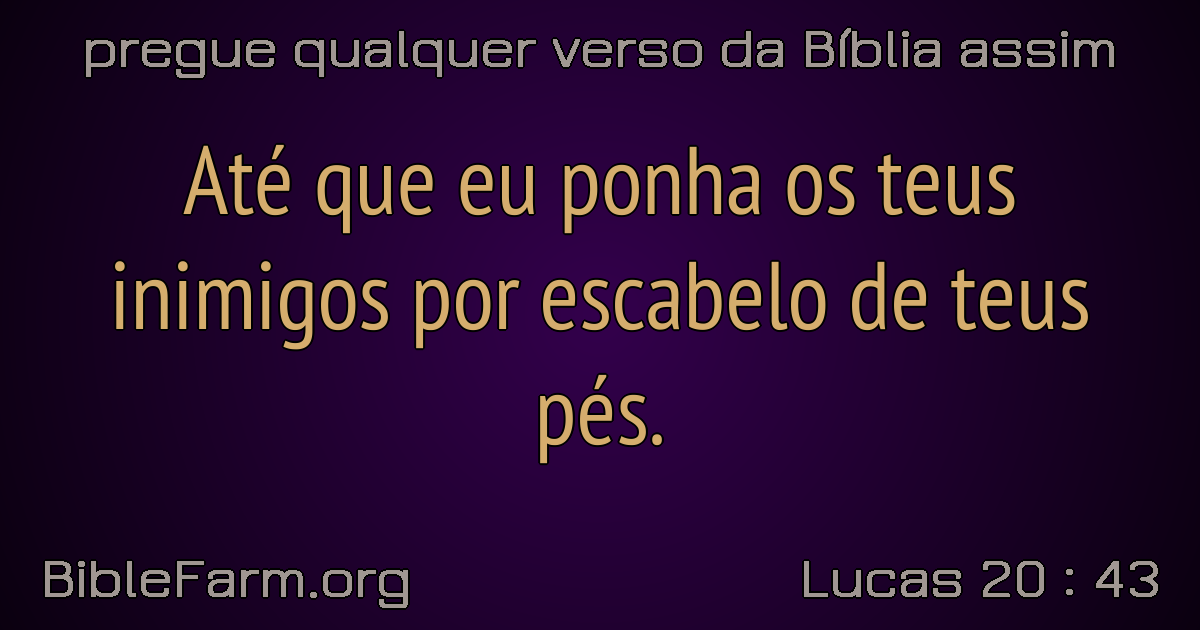 pregue qualquer verso da Bíblia assim
Até que eu ponha os teus
inimigos por escabelo de teus
pés.
BibleFarm.org
Lucas 20 : 43